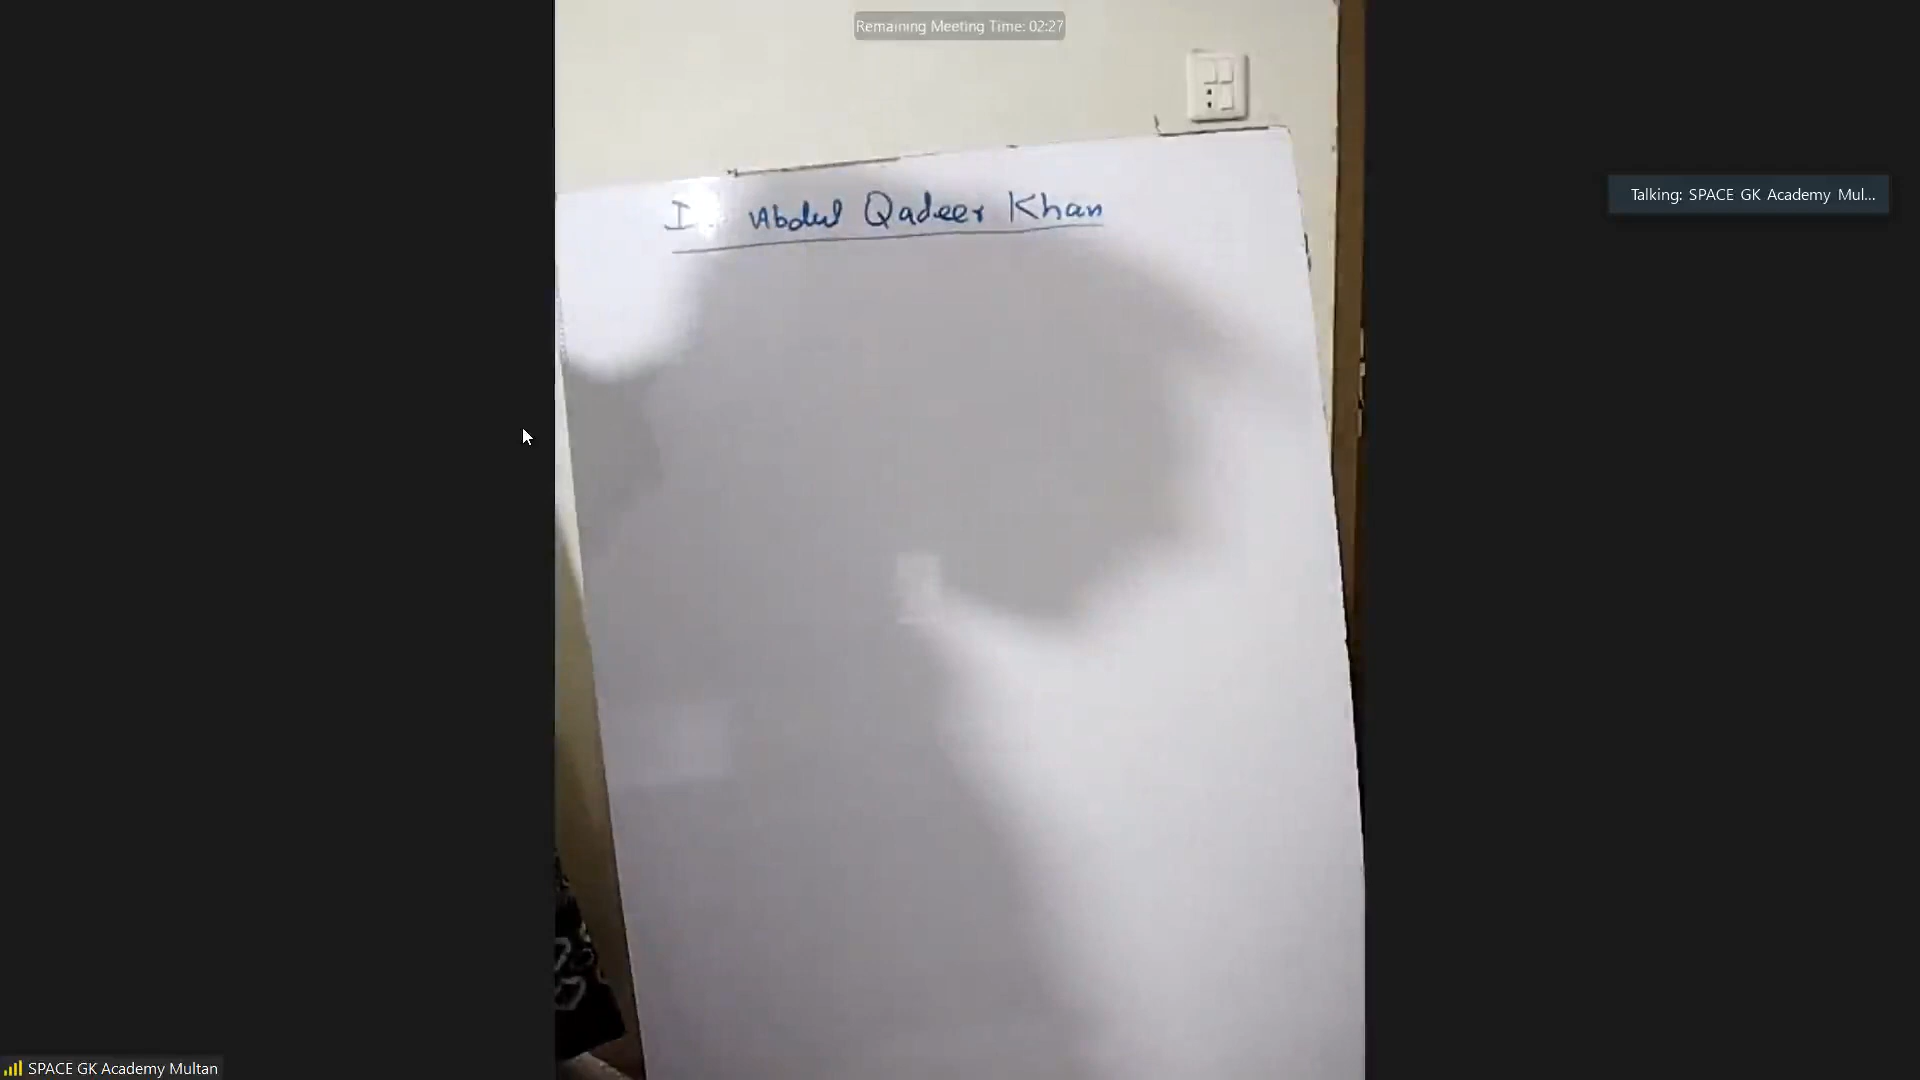 Remaining Meeting Time: 02:27
Abdul Qadeer Khan
Talking: SPACE GK Academy Mul...
SPACE GK Academy Multan